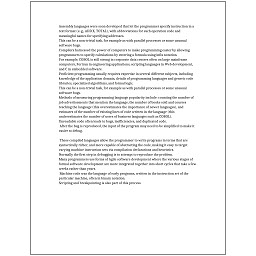 Assembly languages were soon developed that let the programmer specify instruction in a
text format (e.g., ADD X, TOTAL), with abbreviations for each operation code and
meaningful names for specifying addresses.
This can be a non-trivial task, for example as with parallel processes or some unusual
software bugs.
Compilers harnessed the power of computers to make programming easier by allowing
programmers to specify calculations by entering a formula using infix notation.
For example, COBOL is still strong in corporate data centers often on large mainframe
computers, Fortran in engineering applications, scripting languages in Web development,
and C in embedded software.
Proficient programming usually requires expertise in several different subjects, including
knowledge of the application domain, details of programming languages and generic code
libraries, specialized algorithms, and formal logic.
This can be a non-trivial task, for example as with parallel processes or some unusual
software bugs.
Methods of measuring programming language popularity include: counting the number of
job advertisements that mention the language, the number of books sold and courses
teaching the language (this overestimates the importance of newer languages), and
estimates of the number of existing lines of code written in the language (this
underestimates the number of users of business languages such as COBOL).
Unreadable code often leads to bugs, inefficiencies, and duplicated code.
After the bug is reproduced, the input of the program may need to be simplified to make it
easier to debug.
These compiled languages allow the programmer to write programs in terms that are
syntactically richer, and more capable of abstracting the code, making it easy to target
varying machine instruction sets via compilation declarations and heuristics.
Normally the first step in debugging is to attempt to reproduce the problem.
Many programmers use forms of Agile software development where the various stages of
formal software development are more integrated together into short cycles that take a few
weeks rather than years.
Machine code was the language of early programs, written in the instruction set of the
particular machine, often in binary notation.
Scripting and breakpointing is also part of this process.